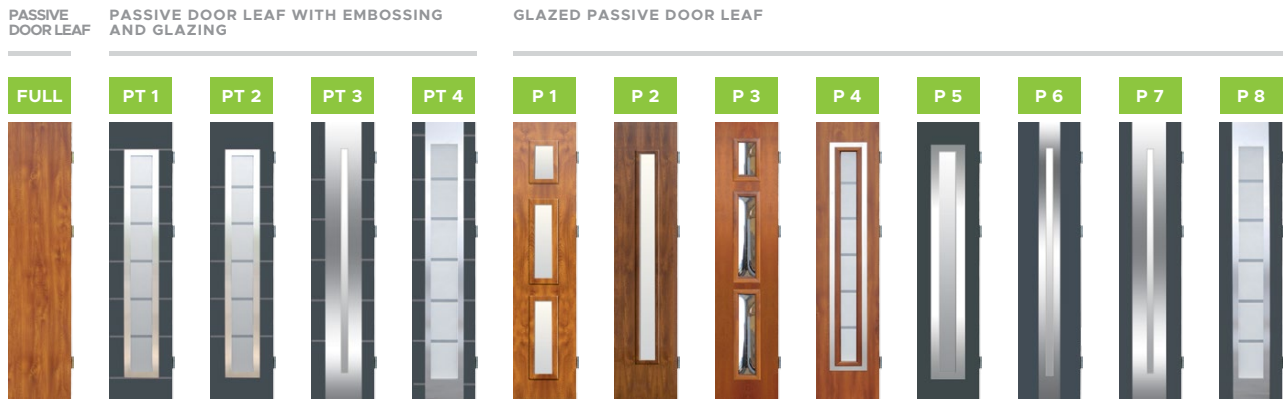 PASSIVE
DOOR LEAF
PASSIVE DOOR LEAF WITH EMBOSSING
AND GLAZING
GLAZED PASSIVE DOOR LEAF
FULL
PT 1
PT 2
PT 3
PT 4
P 1
P 2
P 3
P 4
P 5
P 6
P 7
P 8